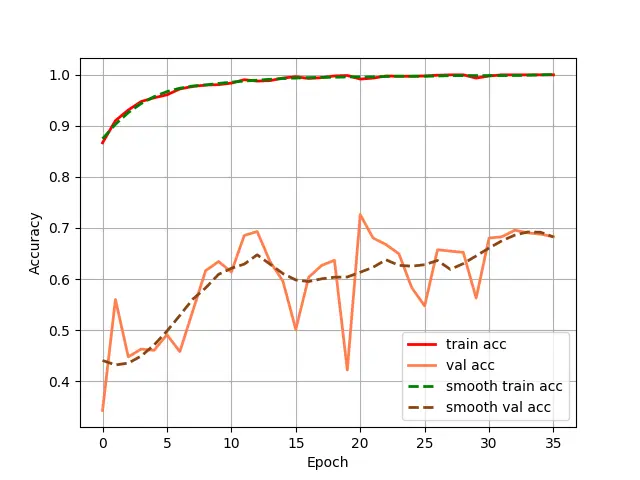 1.0
0.9
0.8
0.7
0.6
0.5
0.4
Accuracy
train acc
val acc
smooth train acc
smooth val acc
0 5 10 15 20 25 30 35
Epoch